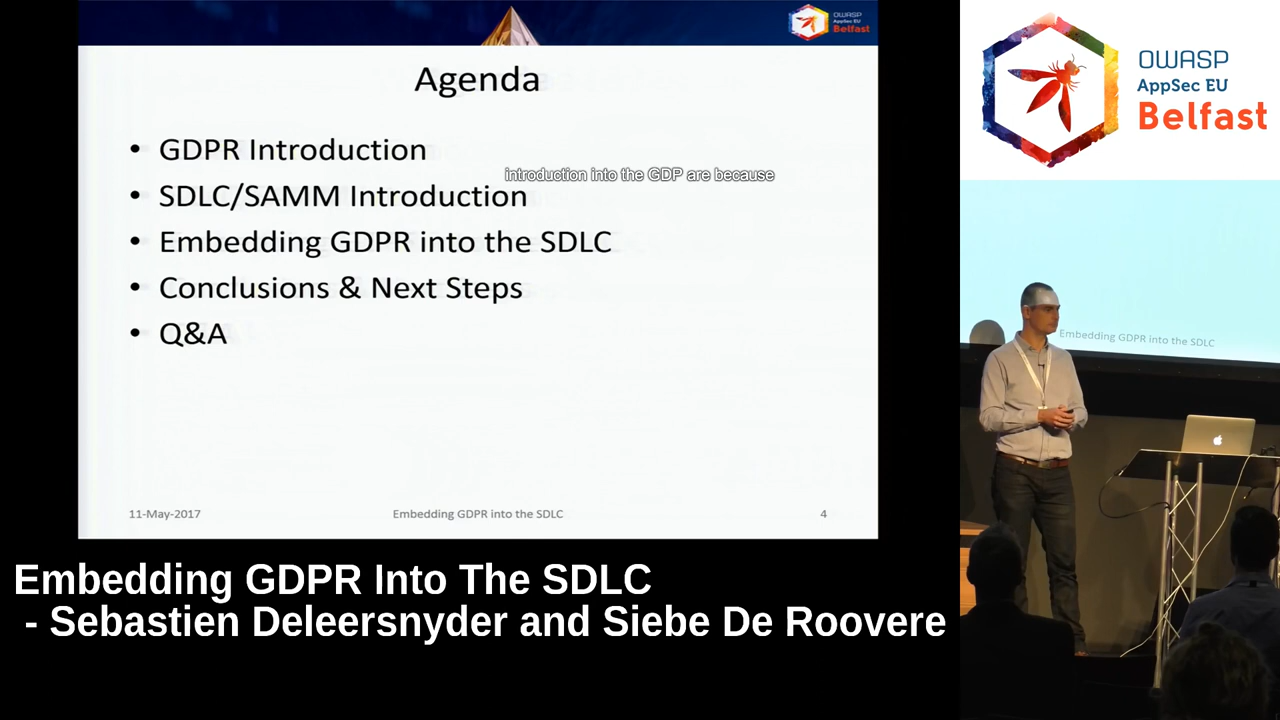 OWASP
AppSec EU
Belfast
Agenda
• GDPR Introduction
introduction into the GDP are because
• SDLC/SAMM Introduction
• Embedding GDPR into the SDLC
• Conclusions & Next Steps
• Q&A
11-May-2017
Embedding GDPR into the SDLC
4
Embedding GDPR Into The SDLC
- Sebastien Deleersnyder and Siebe De Roovere
OWASP
AppSec EU
Belfast
Embedding GDPR into the SDLC